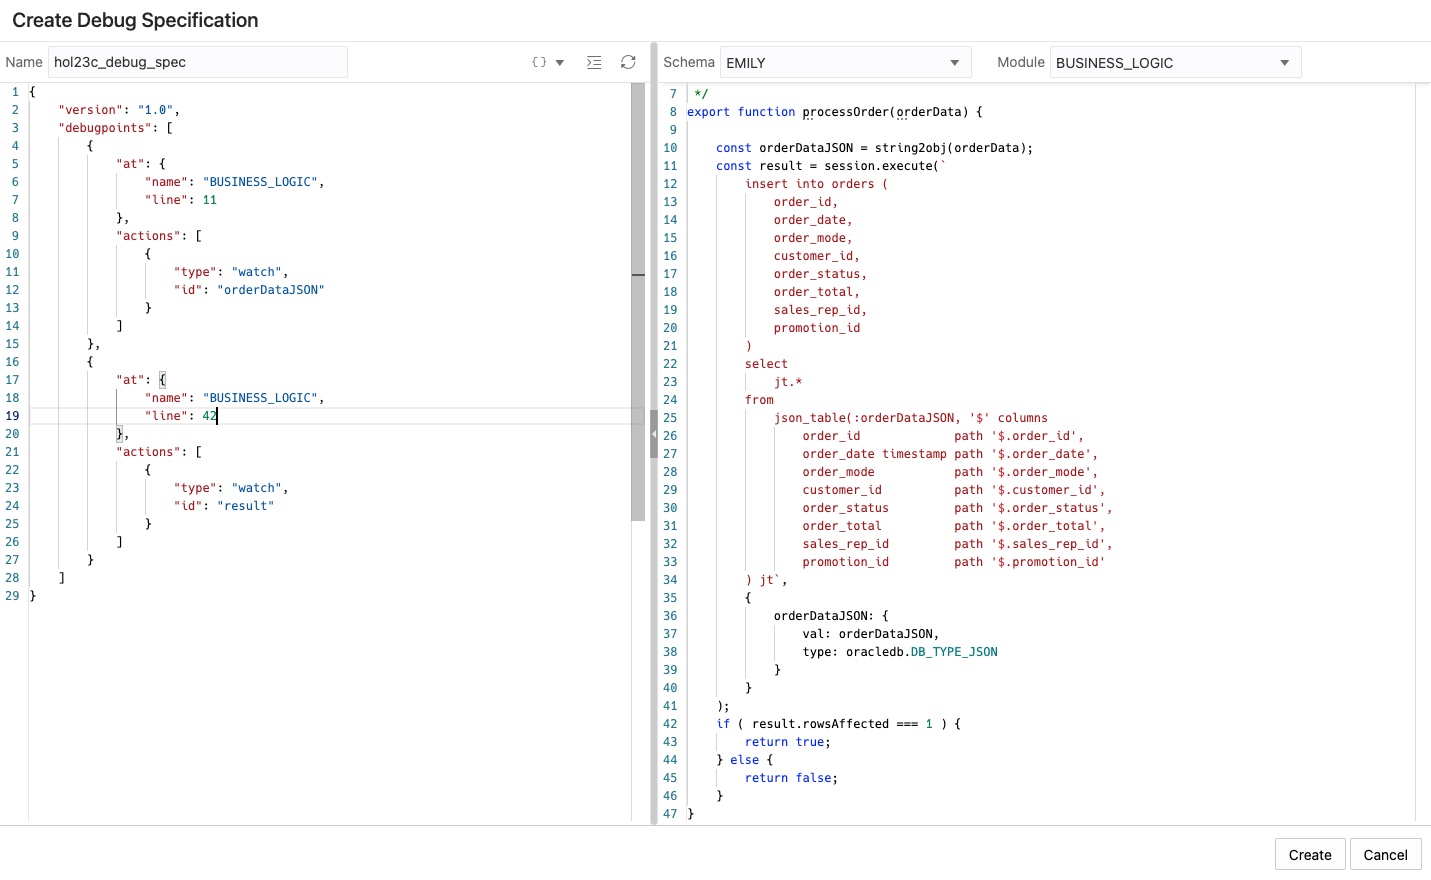 Create Debug Specification
Name hol23c_debug_spec {} Schema EMILY Module BUSINESS_LOGIC
1 {
2     "version": "1.0",
3     "debugpoints": [
4         {
5             "at": {
6                 "name": "BUSINESS_LOGIC",
7                 "line": 11
8             },
9             "actions": [
10                 {
11                     "type": "watch",
12                     "id": "orderDataJSON"
13                 }
14             ]
15         },
16         {
17             "at": {
18                 "name": "BUSINESS_LOGIC",
19                 "line": 42
20             },
21             "actions": [
22                 {
23                     "type": "watch",
24                     "id": "result"
25                 }
26             ]
27         }
28     ]
29 }
7  */
8 export function processOrder(orderData) {
9
10     const orderDataJSON = string2obj(orderData);
11     const result = session.execute(`
12         insert into orders (
13             order_id,
14             order_date,
15             order_mode,
16             customer_id,
17             order_status,
18             order_total,
19             sales_rep_id,
20             promotion_id
21         )
22         select
23             jt.*
24         from
25             json_table(:orderDataJSON, '$' columns
26                 order_id             path '$.order_id',
27                 order_date timestamp path '$.order_date',
28                 order_mode           path '$.order_mode',
29                 customer_id          path '$.customer_id',
30                 order_status         path '$.order_status',
31                 order_total          path '$.order_total',
32                 sales_rep_id         path '$.sales_rep_id',
33                 promotion_id         path '$.promotion_id'
34         ) jt`,
35         {
36             orderDataJSON: {
37                 val: orderDataJSON,
38                 type: oracledb.DB_TYPE_JSON
39             }
40         }
41     );
42     if ( result.rowsAffected === 1 ) {
43         return true;
44     } else {
45         return false;
46     }
47 }
Create Cancel